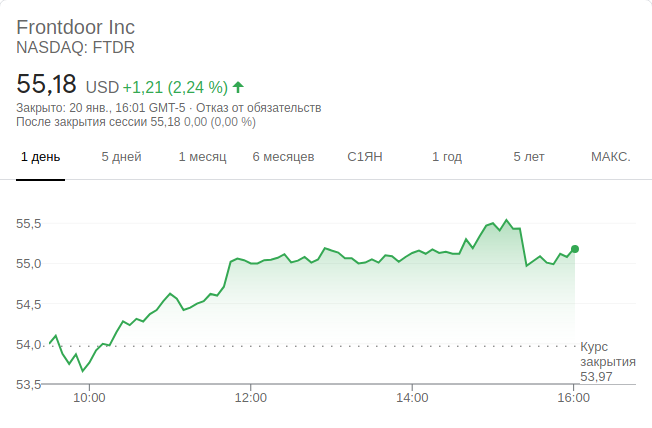 Frontdoor Inc
NASDAQ: FTDR
55,18 USD +1,21 (2,24 %)
Закрыто: 20 янв., 16:01 GMT-5 · Отказ от обязательств
После закрытия сессии 55,18 0,00 (0,00 %)
1 день 5 дней 1 месяц 6 месяцев С1ЯН 1 год 5 лет МАКС.
55,5
55,0
54,5
54,0
53,5
Курс
закрытия
53,97
10:00 12:00 14:00 16:00